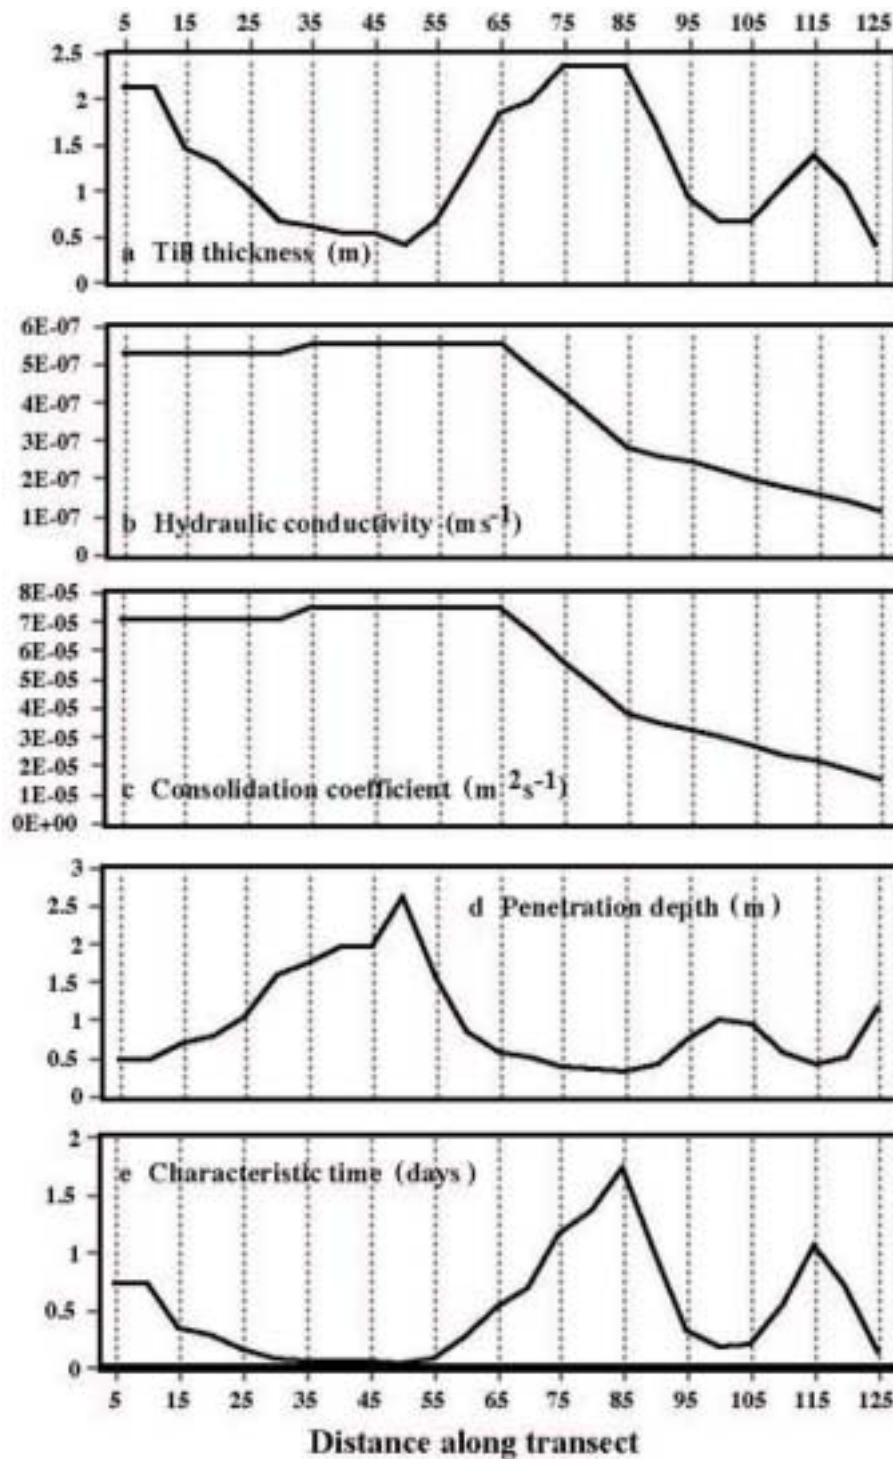 5 15 25 35 45 55 65 75 85 95 105 115 125
2.5
2
1.5
1
0.5
0
a Till thickness (m)
6E-07
5E-07
4E-07
3E-07
2E-07
1E-07
0
b Hydraulic conductivity (m s⁻¹)
8E-05
7E-05
6E-05
5E-05
4E-05
3E-05
2E-05
1E-05
0E+00
c Consolidation coefficient (m ²s⁻¹)
3
2.5
2
1.5
1
0.5
0
d Penetration depth (m)
2
1.5
1
0.5
0
e Characteristic time (days)
5 15 25 35 45 55 65 75 85 95 105 115 125
Distance along transect